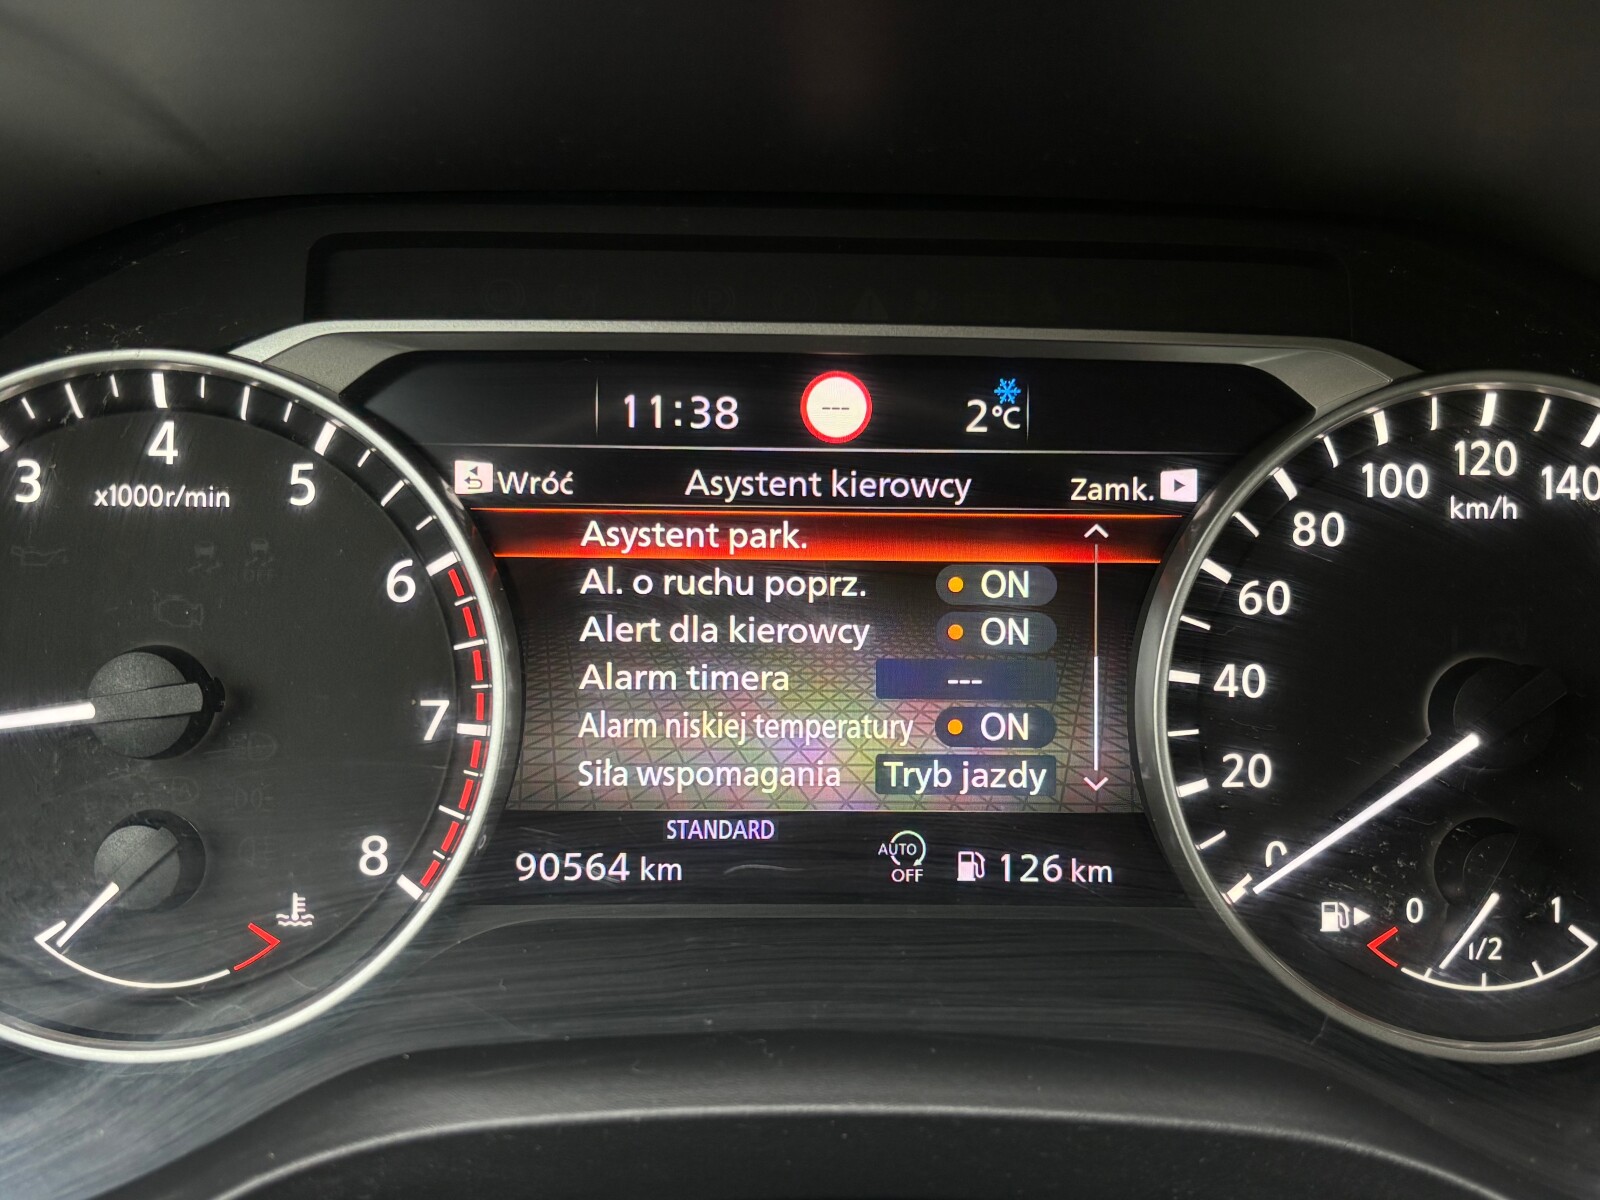 11:38
---
2°C
Wróć
Asystent kierowcy
Zamk.
Asystent park.
Al. o ruchu poprz. ON
Alert dla kierowcy ON
Alarm timera ---
Alarm niskiej temperatury ON
Siła wspomagania Tryb jazdy
STANDARD
90564 km
AUTO
OFF
126 km
3
4
5
6
7
8
x1000r/min
0
20
40
60
80
100
120
140
km/h
0
1/2
1